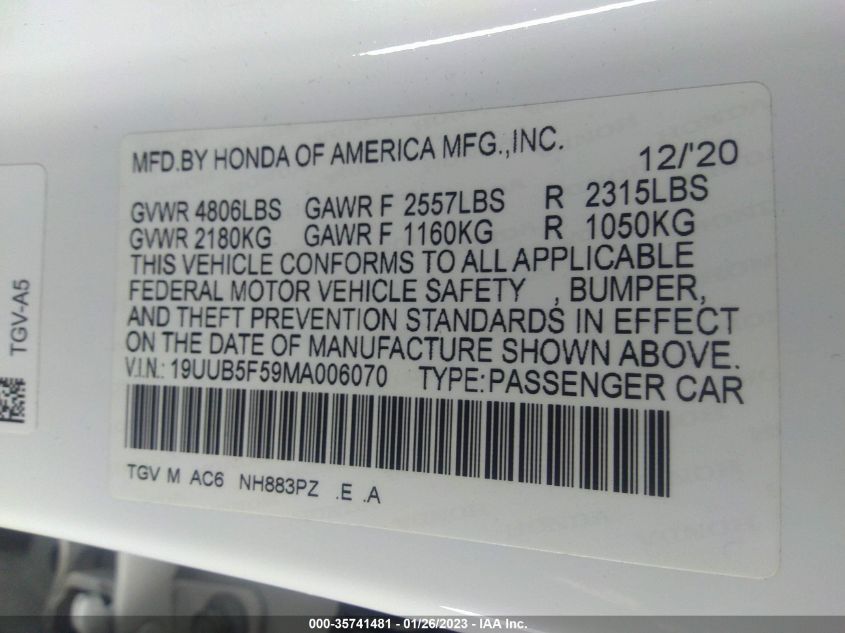 MFD.BY HONDA OF AMERICA MFG.,INC. 12/'20
GVWR 4806LBS GAWR F 2557LBS R 2315LBS
GVWR 2180KG GAWR F 1160KG R 1050KG
THIS VEHICLE CONFORMS TO ALL APPLICABLE
FEDERAL MOTOR VEHICLE SAFETY , BUMPER,
AND THEFT PREVENTION STANDARDS IN EFFECT
ON THE DATE OF MANUFACTURE SHOWN ABOVE.
V.I.N.: 19UUB5F59MA006070 TYPE:PASSENGER CAR
TGV M AC6 NH883PZ .E .A
TGV-A5
000-35741481 - 01/26/2023 - IAA Inc.